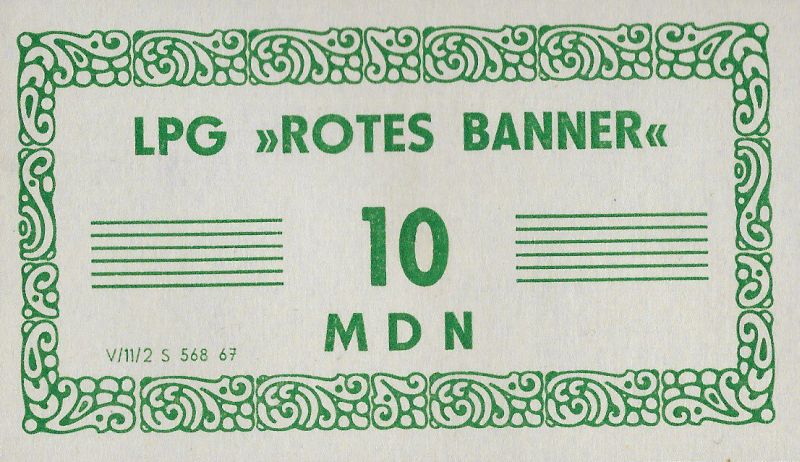 LPG »ROTES BANNER«
10
MDN
V/11/2 S 568 67